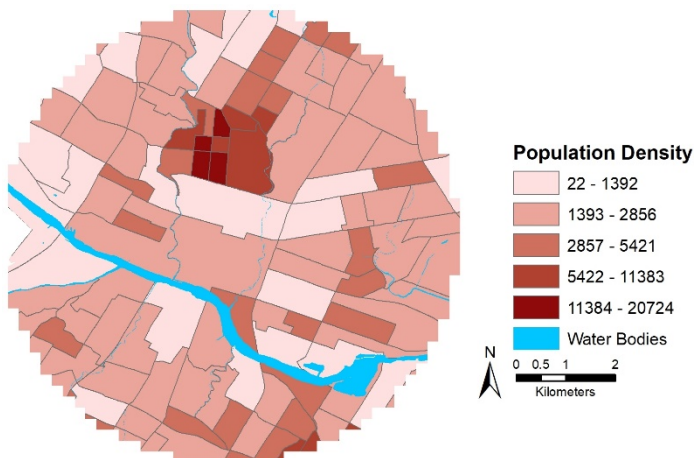 Population Density
22 - 1392
1393 - 2856
2857 - 5421
5422 - 11383
11384 - 20724
Water Bodies
N
0 0.5 1 2
Kilometers